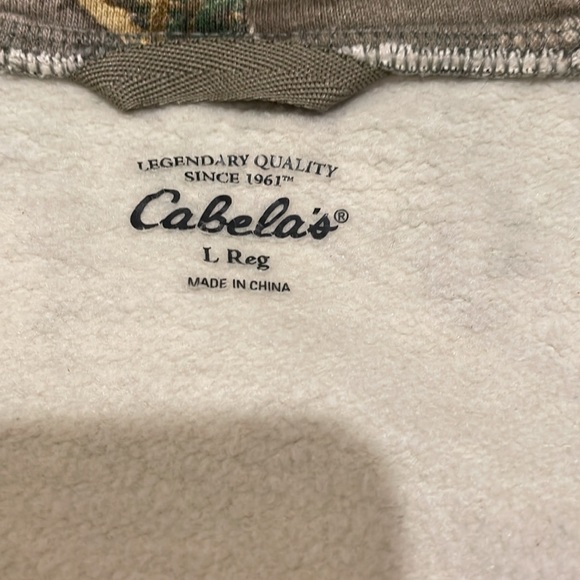 LEGENDARY QUALITY
SINCE 1961™
Cabela's®
L Reg
MADE IN CHINA